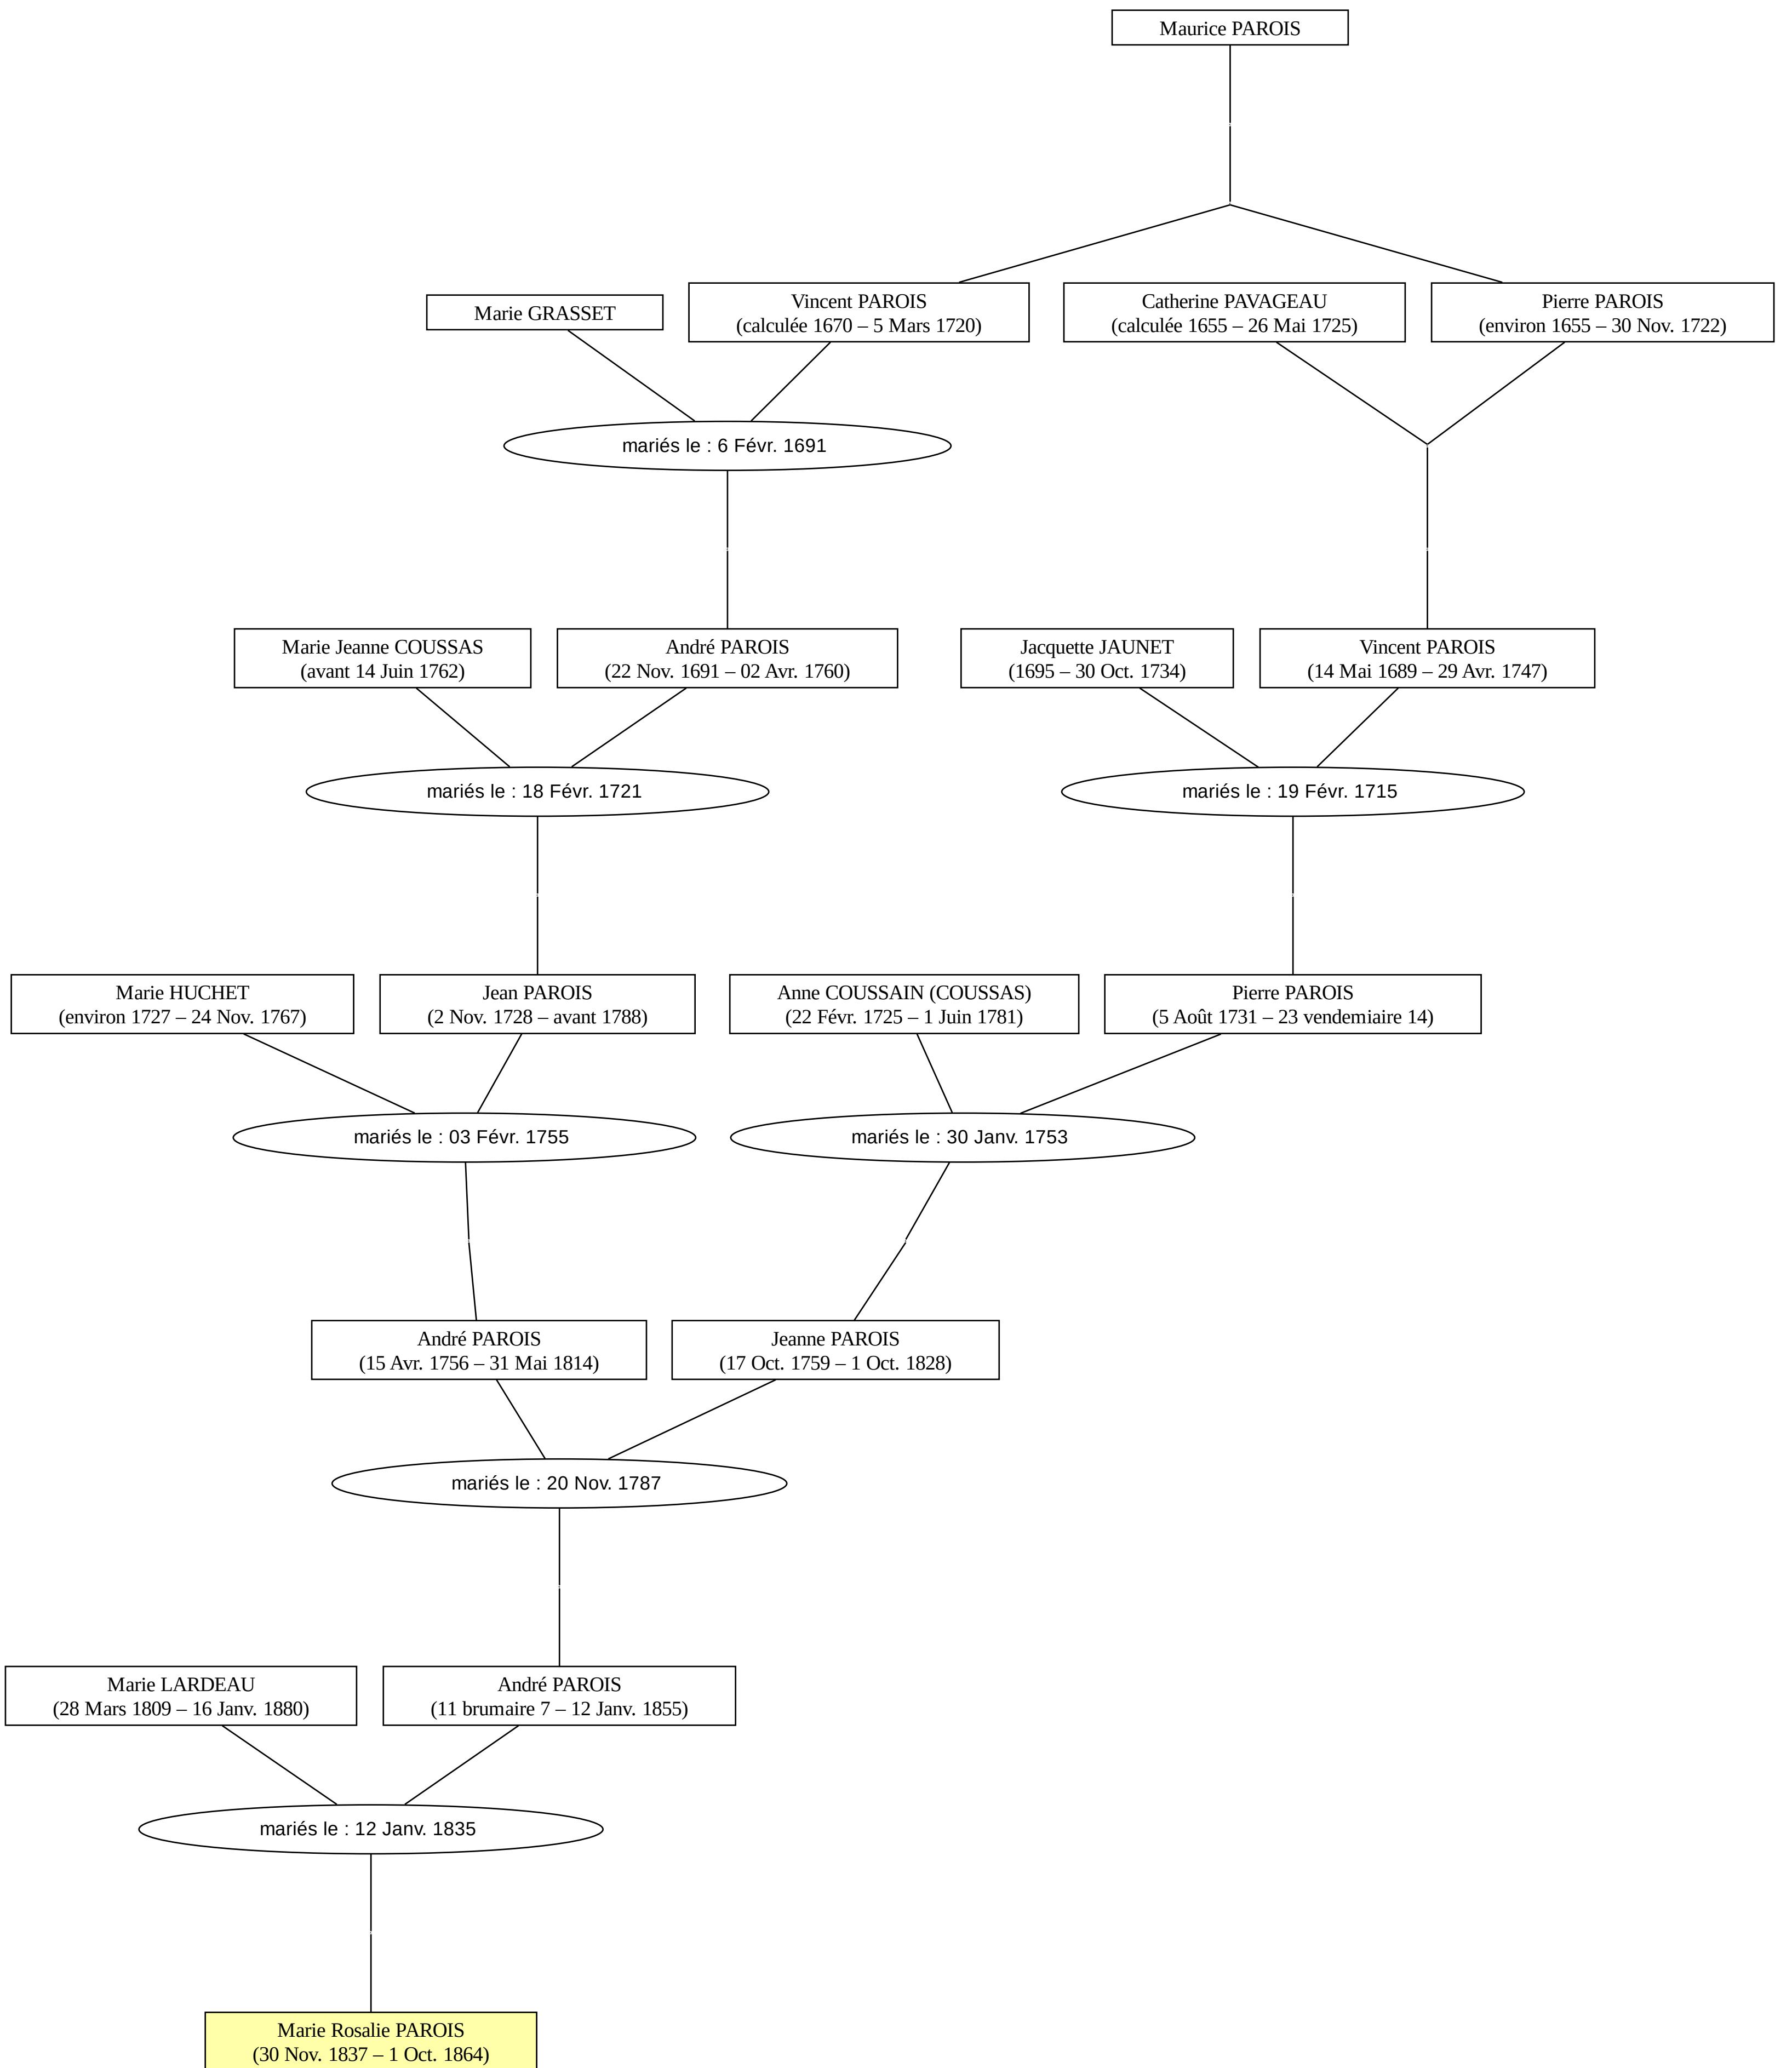 Maurice PAROIS
Marie GRASSET
Vincent PAROIS
(calculée 1670 – 5 Mars 1720)
Catherine PAVAGEAU
(calculée 1655 – 26 Mai 1725)
Pierre PAROIS
(environ 1655 – 30 Nov. 1722)
mariés le : 6 Févr. 1691
Marie Jeanne COUSSAS
(avant 14 Juin 1762)
André PAROIS
(22 Nov. 1691 – 02 Avr. 1760)
Jacquette JAUNET
(1695 – 30 Oct. 1734)
Vincent PAROIS
(14 Mai 1689 – 29 Avr. 1747)
mariés le : 18 Févr. 1721
mariés le : 19 Févr. 1715
Marie HUCHET
(environ 1727 – 24 Nov. 1767)
Jean PAROIS
(2 Nov. 1728 – avant 1788)
Anne COUSSAIN (COUSSAS)
(22 Févr. 1725 – 1 Juin 1781)
Pierre PAROIS
(5 Août 1731 – 23 vendemiaire 14)
mariés le : 03 Févr. 1755
mariés le : 30 Janv. 1753
André PAROIS
(15 Avr. 1756 – 31 Mai 1814)
Jeanne PAROIS
(17 Oct. 1759 – 1 Oct. 1828)
mariés le : 20 Nov. 1787
Marie LARDEAU
(28 Mars 1809 – 16 Janv. 1880)
André PAROIS
(11 brumaire 7 – 12 Janv. 1855)
mariés le : 12 Janv. 1835
Marie Rosalie PAROIS
(30 Nov. 1837 – 1 Oct. 1864)